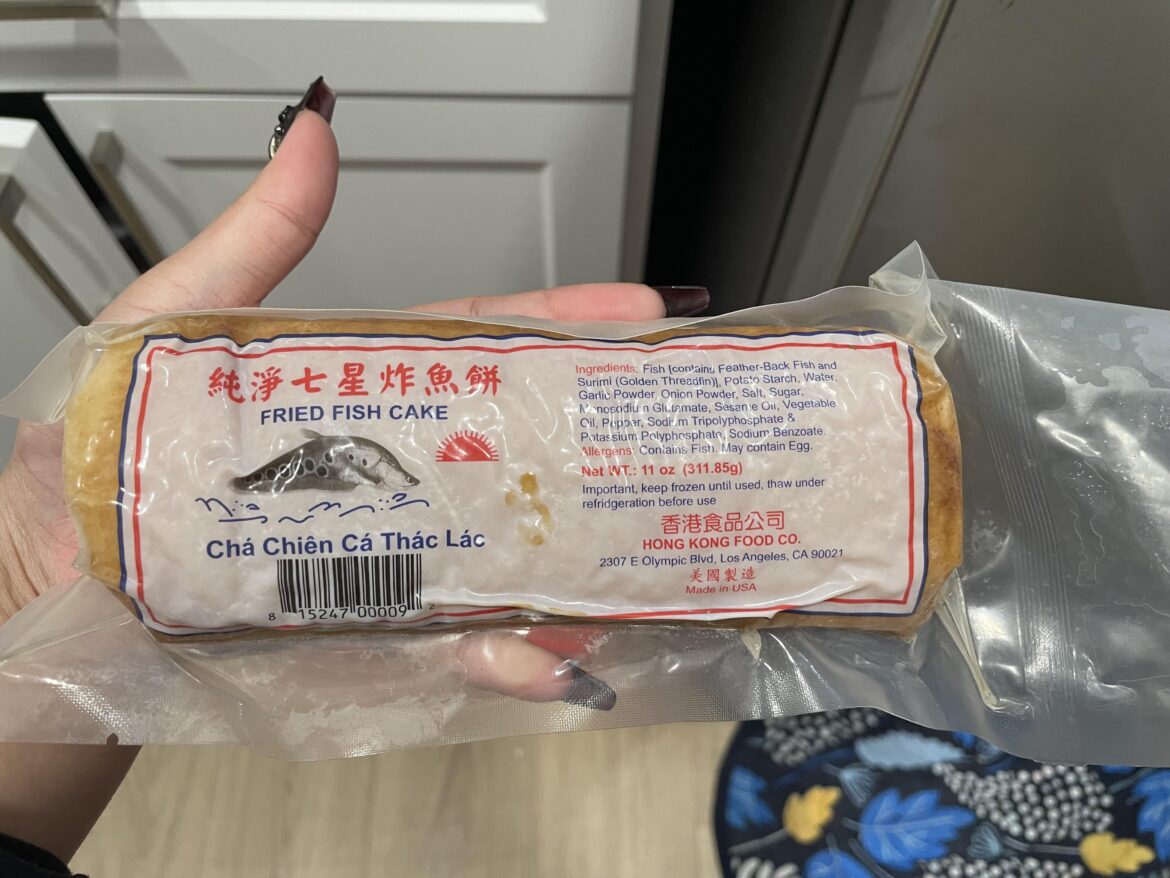 純淨七星炸魚餅
FRIED FISH CAKE
Chá Chiên Cá Thác Lác
8 15247 00009 2
Ingredients: Fish [contains Feather-Back Fish and
Surimi (Golden Threadfin)], Potato Starch, Water,
Garlic Powder, Onion Powder, Salt, Sugar,
Monosodium Glutamate, Sesame Oil, Vegetable
Oil, Pepper, Sodium Tripolyphosphate &
Potassium Polyphosphate, Sodium Benzoate.
Allergens: Contains Fish. May contain Egg.
Net WT.: 11 oz (311.85g)
Important, keep frozen until used, thaw under
refridgeration before use
香港食品公司
HONG KONG FOOD CO.
2307 E Olympic Blvd, Los Angeles, CA 90021
美國製造
Made in USA